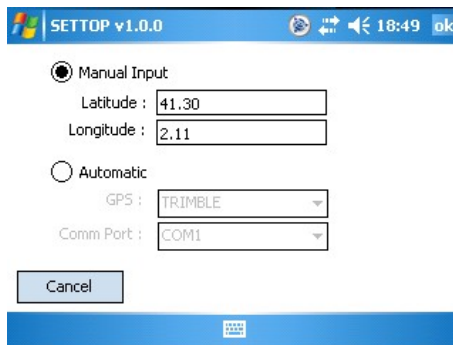 SETTOP v1.0.0 18:49 ok
Manual Input
Latitude : 41.30
Longitude : 2.11
Automatic
GPS : TRIMBLE
Comm Port : COM1
Cancel